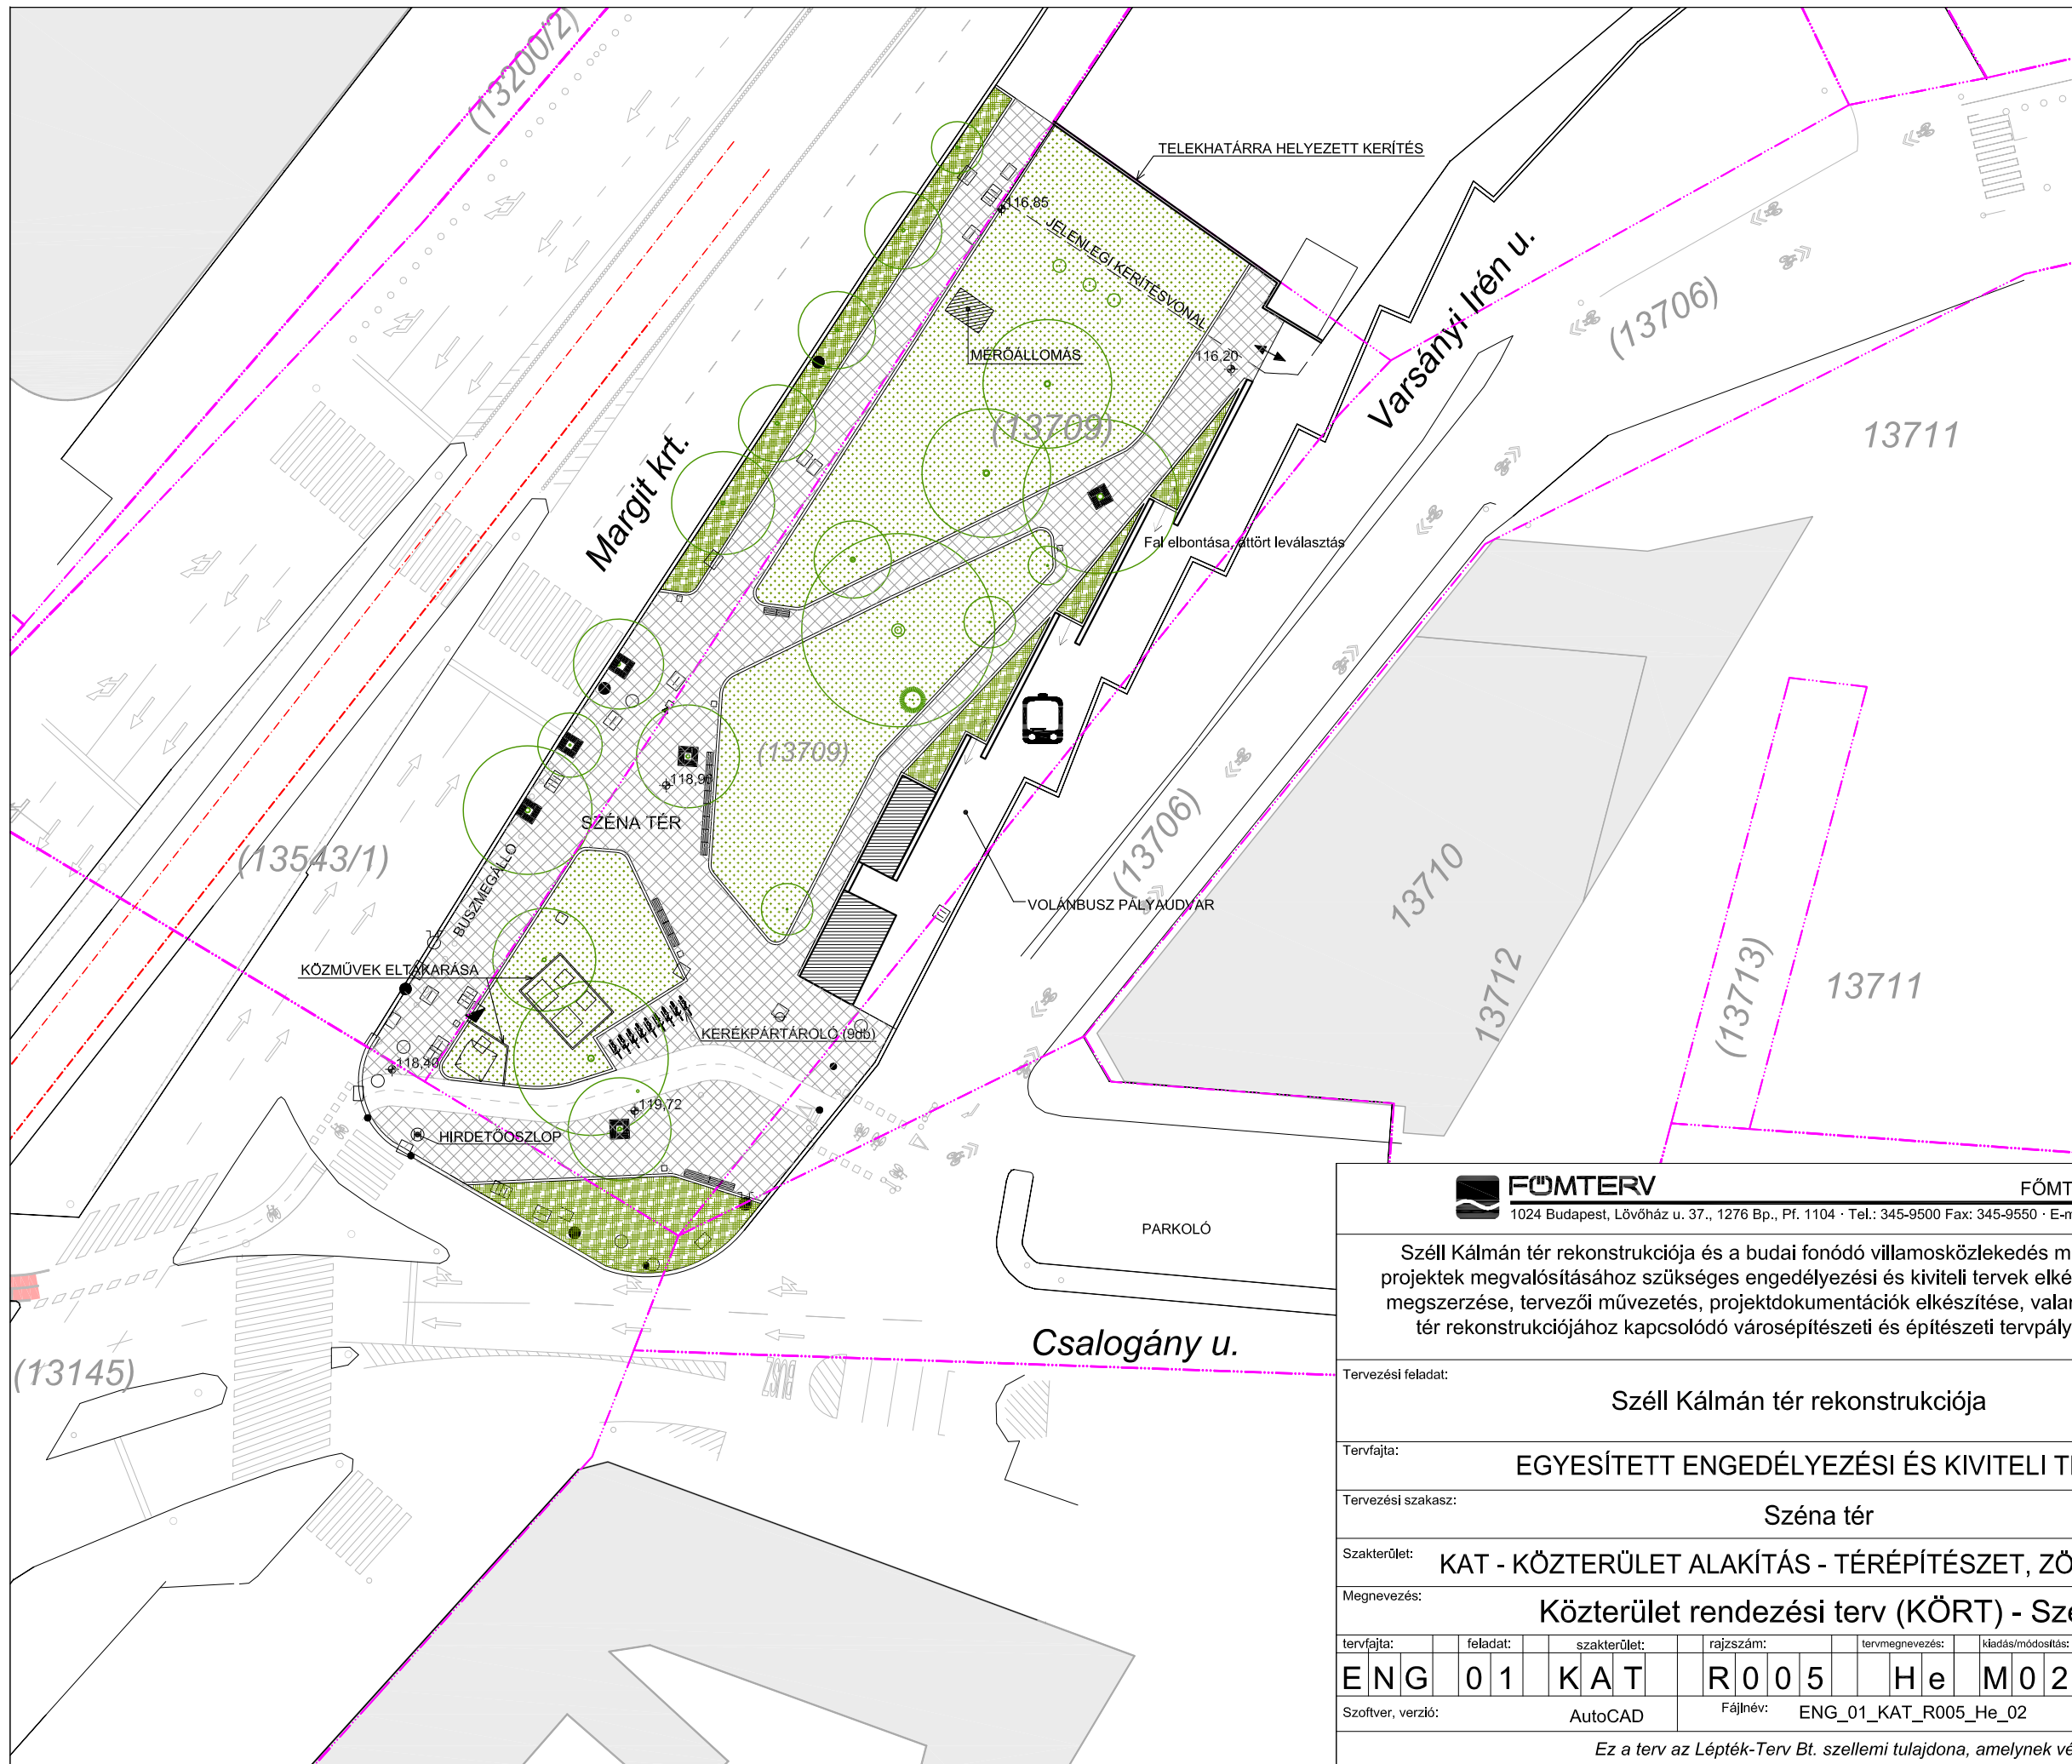 (13200/2)
TELEKHATÁRRA HELYEZETT KERÍTÉS
116,85
JELENLEGI KERÍTÉSVONAL
MÉRŐÁLLOMÁS
116,20
Varsányi Irén u.
(13706)
13711
(13709)
Margit krt.
Fal elbontása, áttört leválasztás
(13709)
SZÉNA TÉR
(13543/1)
BUSZMEGÁLLÓ
(13706)
VOLÁNBUSZ PÁLYAUDVAR
13710
13712
(13713)
13711
KÖZMŰVEK ELTAKARÁSA
KERÉKPÁRTÁROLÓ (9db)
118,40
119,72
HIRDETŐOSZLOP
PARKOLÓ
Csalogány u.
(13145)
FŐMTERV
FŐMT
1024 Budapest, Lövőház u. 37., 1276 Bp., Pf. 1104 · Tel.: 345-9500 Fax: 345-9550 · E-m
Széll Kálmán tér rekonstrukciója és a budai fonódó villamosközlekedés m
projektek megvalósításához szükséges engedélyezési és kiviteli tervek elké
megszerzése, tervezői művezetés, projektdokumentációk elkészítése, valar
tér rekonstrukciójához kapcsolódó városépítészeti és építészeti tervpály
Tervezési feladat:
Széll Kálmán tér rekonstrukciója
Tervfajta:
EGYESÍTETT ENGEDÉLYEZÉSI ÉS KIVITELI T
Tervezési szakasz:
Széna tér
Szakterület:
KAT - KÖZTERÜLET ALAKÍTÁS - TÉRÉPÍTÉSZET, ZÖ
Megnevezés:
Közterület rendezési terv (KÖRT) - Szé
tervfajta: feladat: szakterület: rajzszám: tervmegnevezés: kiadás/módosítás:
ENG 01 KAT R005 He M02
Szoftver, verzió: AutoCAD Fájlnév: ENG_01_KAT_R005_He_02
Ez a terv az Lépték-Terv Bt. szellemi tulajdona, amelynek vé